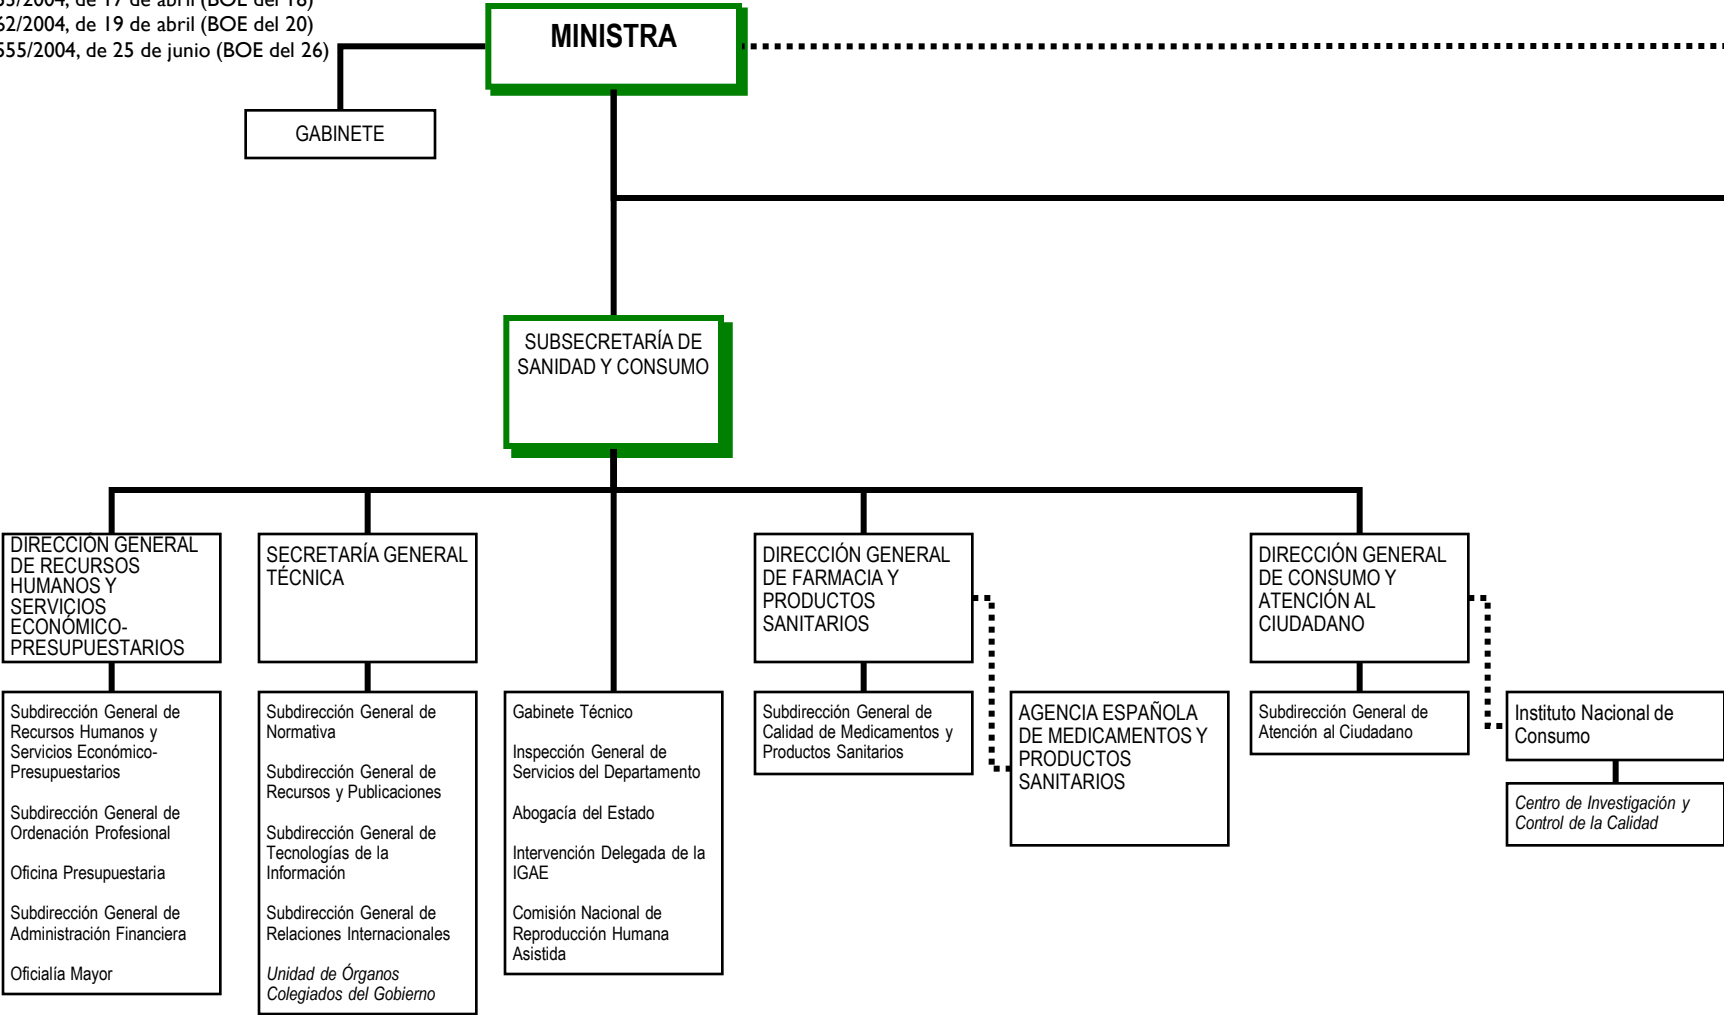 de 17 de abril (BOE del 18)
62/2004, de 19 de abril (BOE del 20)
555/2004, de 25 de junio (BOE del 26)
MINISTRA
GABINETE
SUBSECRETARÍA DE
SANIDAD Y CONSUMO
DIRECCIÓN GENERAL
DE RECURSOS
HUMANOS Y
SERVICIOS
ECONÓMICO-
PRESUPUESTARIOS
SECRETARÍA GENERAL
TÉCNICA
DIRECCIÓN GENERAL
DE FARMACIA Y
PRODUCTOS
SANITARIOS
DIRECCIÓN GENERAL
DE CONSUMO Y
ATENCIÓN AL
CIUDADANO
Subdirección General de
Recursos Humanos y
Servicios Económico-
Presupuestarios
Subdirección General de
Ordenación Profesional
Oficina Presupuestaria
Subdirección General de
Administración Financiera
Oficialía Mayor
Subdirección General de
Normativa
Subdirección General de
Recursos y Publicaciones
Subdirección General de
Tecnologías de la
Información
Subdirección General de
Relaciones Internacionales
Unidad de Órganos
Colegiados del Gobierno
Gabinete Técnico
Inspección General de
Servicios del Departamento
Abogacía del Estado
Intervención Delegada de la
IGAE
Comisión Nacional de
Reproducción Humana
Asistida
Subdirección General de
Calidad de Medicamentos y
Productos Sanitarios
AGENCIA ESPAÑOLA
DE MEDICAMENTOS Y
PRODUCTOS
SANITARIOS
Subdirección General de
Atención al Ciudadano
Instituto Nacional de
Consumo
Centro de Investigación y
Control de la Calidad